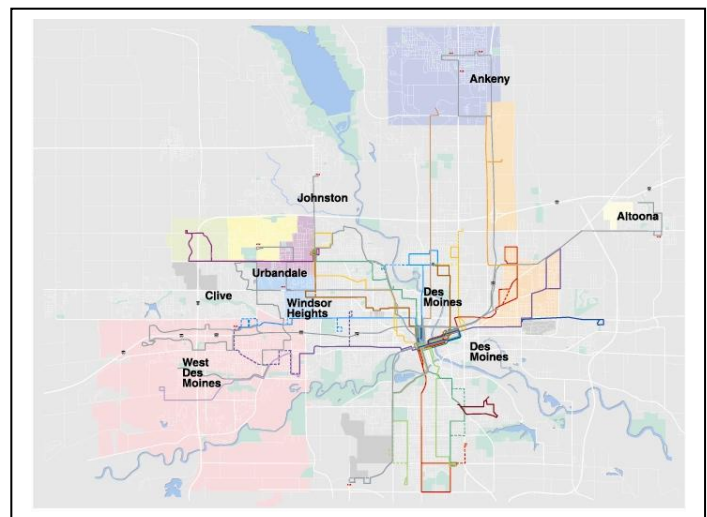 Ankeny
Johnston
Altoona
Urbandale
Clive
Windsor
Heights
Des
Moines
Des
Moines
West
Des
Moines